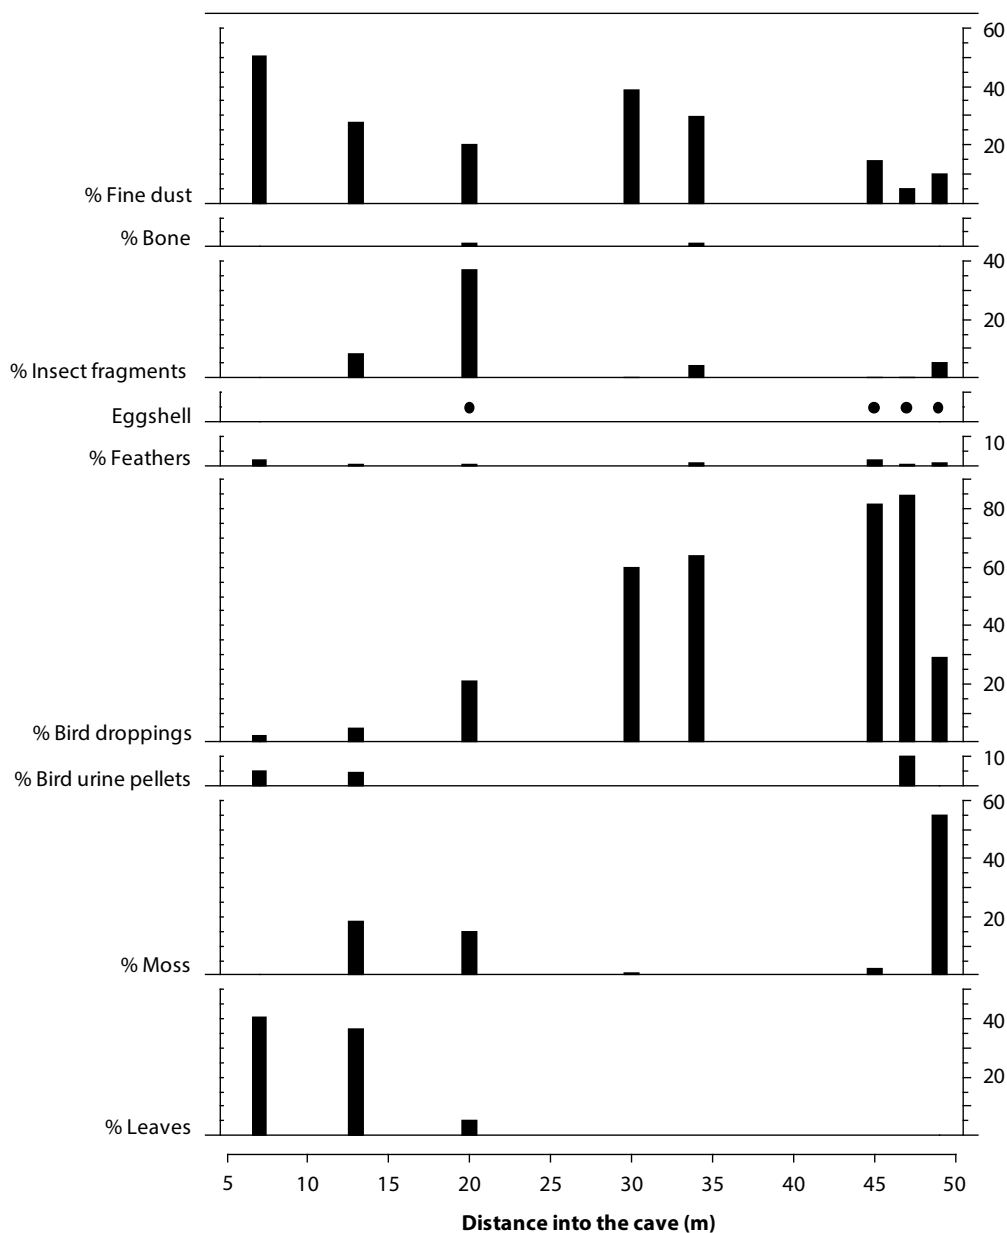 60
40
20
% Fine dust
% Bone
40
20
% Insect fragments
Eggshell
10
% Feathers
80
60
40
20
% Bird droppings
10
% Bird urine pellets
60
40
20
% Moss
40
20
% Leaves
5 10 15 20 25 30 35 40 45 50
Distance into the cave (m)